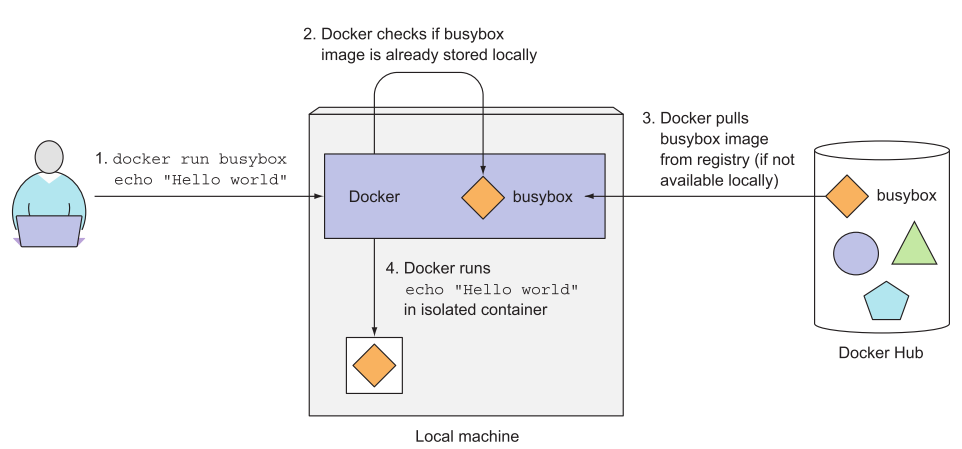 2. Docker checks if busybox
image is already stored locally
3. Docker pulls
busybox image
from registry (if not
available locally)
1. docker run busybox
echo "Hello world"
Docker
busybox
busybox
4. Docker runs
echo "Hello world"
in isolated container
Docker Hub
Local machine